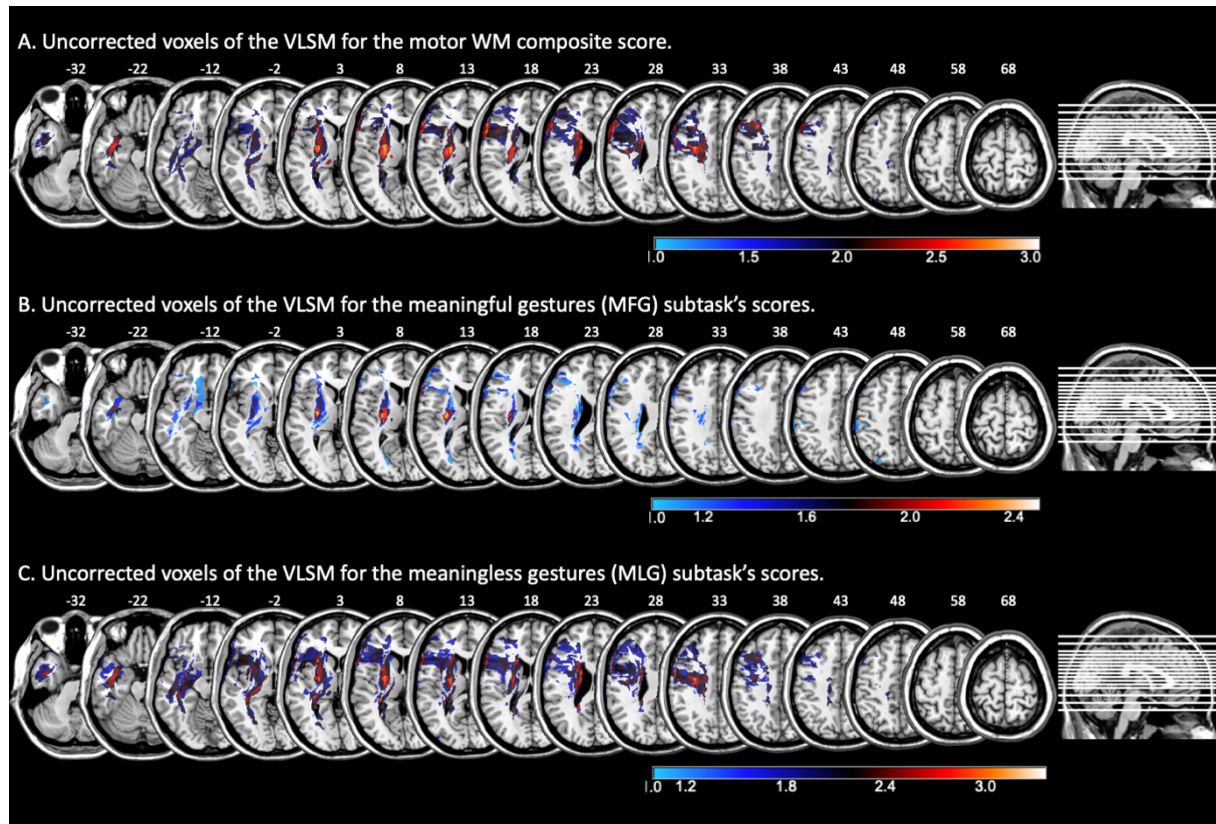 A. Uncorrected voxels of the VLSM for the motor WM composite score.
-32 -22 -12 -2 3 8 13 18 23 28 33 38 43 48 58 68
1.0 1.5 2.0 2.5 3.0
B. Uncorrected voxels of the VLSM for the meaningful gestures (MFG) subtask's scores.
-32 -22 -12 -2 3 8 13 18 23 28 33 38 43 48 58 68
1.0 1.2 1.6 2.0 2.4
C. Uncorrected voxels of the VLSM for the meaningless gestures (MLG) subtask's scores.
-32 -22 -12 -2 3 8 13 18 23 28 33 38 43 48 58 68
1.0 1.2 1.8 2.4 3.0